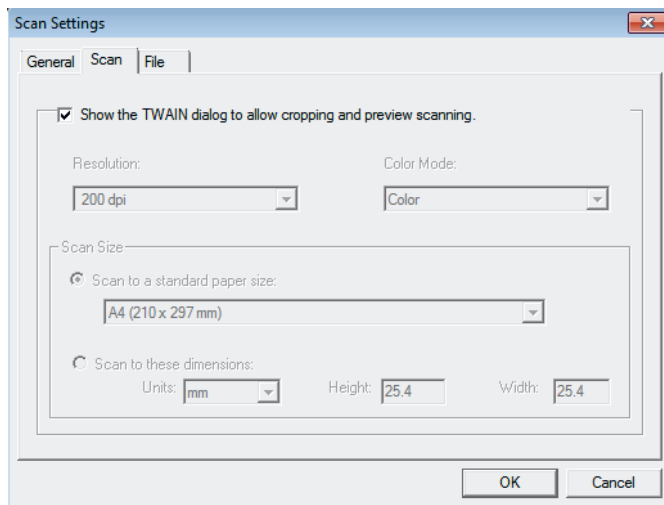 Scan Settings
General Scan File
Show the TWAIN dialog to allow cropping and preview scanning.
Resolution: Color Mode:
200 dpi Color
Scan Size
Scan to a standard paper size:
A4 (210 x 297 mm)
Scan to these dimensions:
Units: mm Height: 25.4 Width: 25.4
OK Cancel